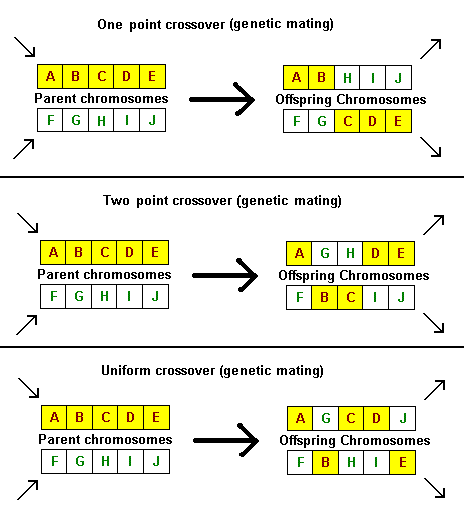 One point crossover (genetic mating)
A B C D E
Parent chromosomes
F G H I J
A B H I J
Offspring Chromosomes
F G C D E
Two point crossover (genetic mating)
A B C D E
Parent chromosomes
F G H I J
A G H D E
Offspring Chromosomes
F B C I J
Uniform crossover (genetic mating)
A B C D E
Parent chromosomes
F G H I J
A G C D J
Offspring Chromosomes
F B H I E